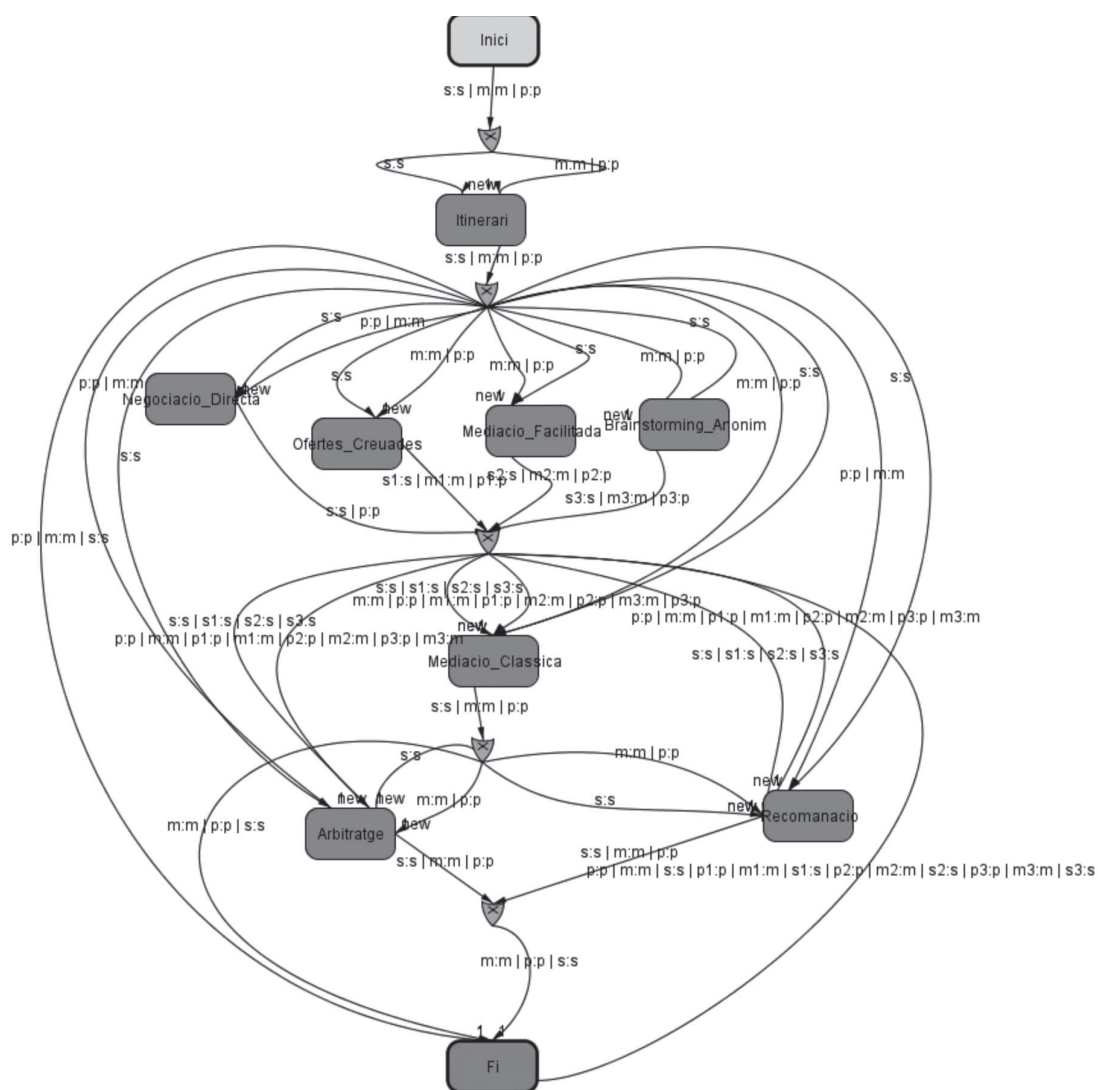 Inici
s:s | m:m | p:p
s:s
m:m | p:p
new
1
Itinerari
s:s | m:m | p:p
s:s
p:p | m:m
s:s
m:m | p:p
s:s
m:m | p:p
m:m | p:p
s:s
m:m | p:p
s:s
s:s
p:p | m:m
Negociacio_Directa
new
s:s
new
Ofertes_Creuades
new 1
Mediacio_Facilitada
new 1
Brainstorming_Anonim
s:s
p:p | m:m
s1:s | m1:m | p1:p
s2:s | m2:m | p2:p
s3:s | m3:m | p3:p
s:s | p:p
p:p | m:m | s:s
s:s | s1:s | s2:s | s3:s
m:m | p:p | m1:m | p1:p | m2:m | p2:p | m3:m | p3:p
s:s | s1:s | s2:s | s3:s
p:p | m:m | p1:p | m1:m | p2:p | m2:m | p3:p | m3:m
p:p | m:m | p1:p | m1:m | p2:p | m2:m | p3:p | m3:m
s:s | s1:s | s2:s | s3:s
new
Mediacio_Classica
s:s | m:m | p:p
s:s
m:m | p:p
m:m | p:p
s:s
new
new
new
Arbitratge
new
new
Recomanacio
m:m | p:p | s:s
s:s | m:m | p:p
s:s | m:m | p:p
p:p | m:m | s:s | p1:p | m1:m | s1:s | p2:p | m2:m | s2:s | p3:p | m3:m | s3:s
m:m | p:p | s:s
1 1
Fi